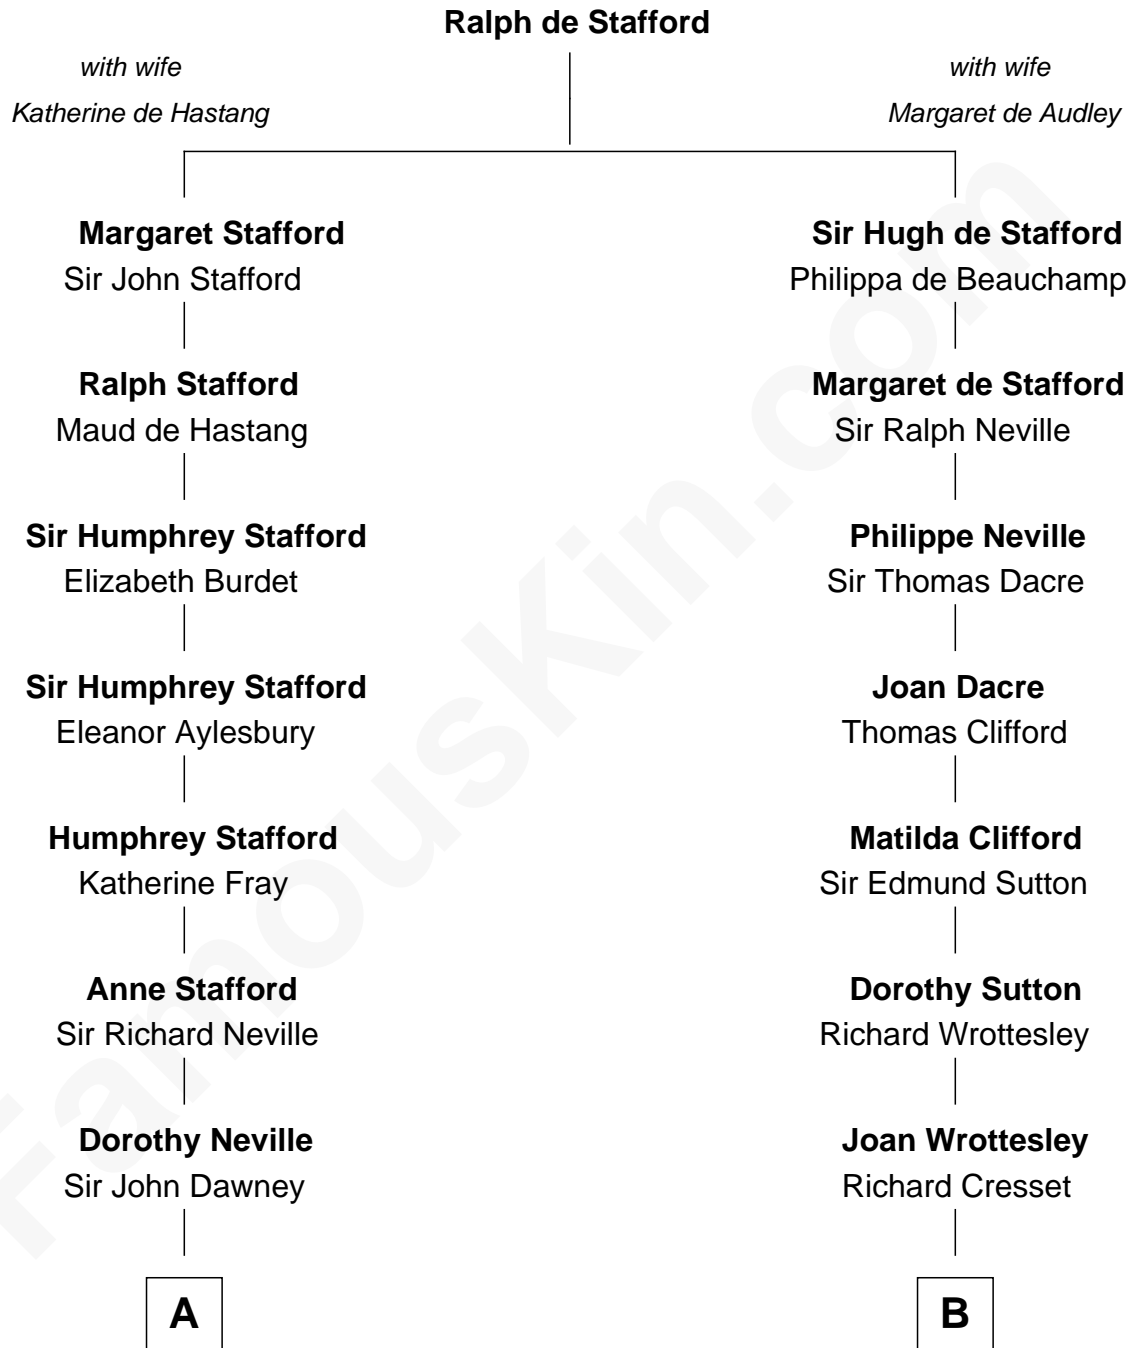 Ralph de Stafford
with wife
Katherine de Hastang
with wife
Margaret de Audley
Margaret Stafford
Sir John Stafford
Sir Hugh de Stafford
Philippa de Beauchamp
Ralph Stafford
Maud de Hastang
Margaret de Stafford
Sir Ralph Neville
Sir Humphrey Stafford
Elizabeth Burdet
Philippe Neville
Sir Thomas Dacre
Sir Humphrey Stafford
Eleanor Aylesbury
Joan Dacre
Thomas Clifford
Humphrey Stafford
Katherine Fray
Matilda Clifford
Sir Edmund Sutton
Anne Stafford
Sir Richard Neville
Dorothy Sutton
Richard Wrottesley
Dorothy Neville
Sir John Dawney
Joan Wrottesley
Richard Cresset
A
B
FamousKin.com